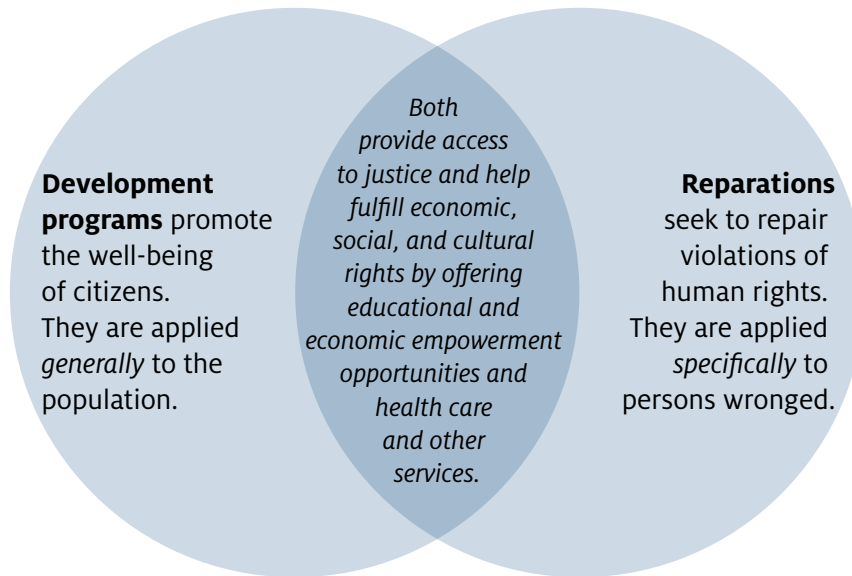 Development
programs promote
the well-being
of citizens.
They are applied
generally to the
population.
Both
provide access
to justice and help
fulfill economic,
social, and cultural
rights by offering
educational and
economic empowerment
opportunities and
health care
and other
services.
Reparations
seek to repair
violations of
human rights.
They are applied
specifically to
persons wronged.